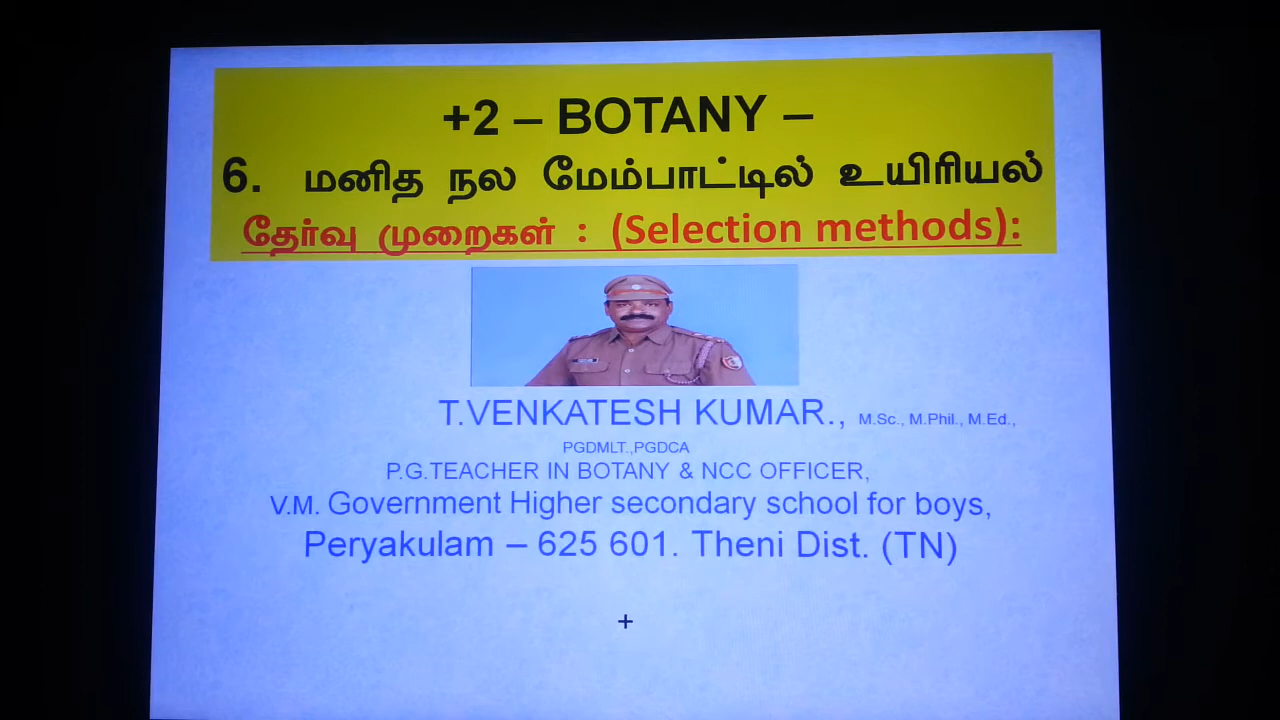 +2 – BOTANY –
6. மனித நல மேம்பாட்டில் உயிரியல்
தேர்வு முறைகள் : (Selection methods):
T.VENKATESH KUMAR., M.Sc., M.Phil., M.Ed.,
PGDMLT.,PGDCA
P.G.TEACHER IN BOTANY & NCC OFFICER,
V.M. Government Higher secondary school for boys,
Peryakulam – 625 601. Theni Dist. (TN)